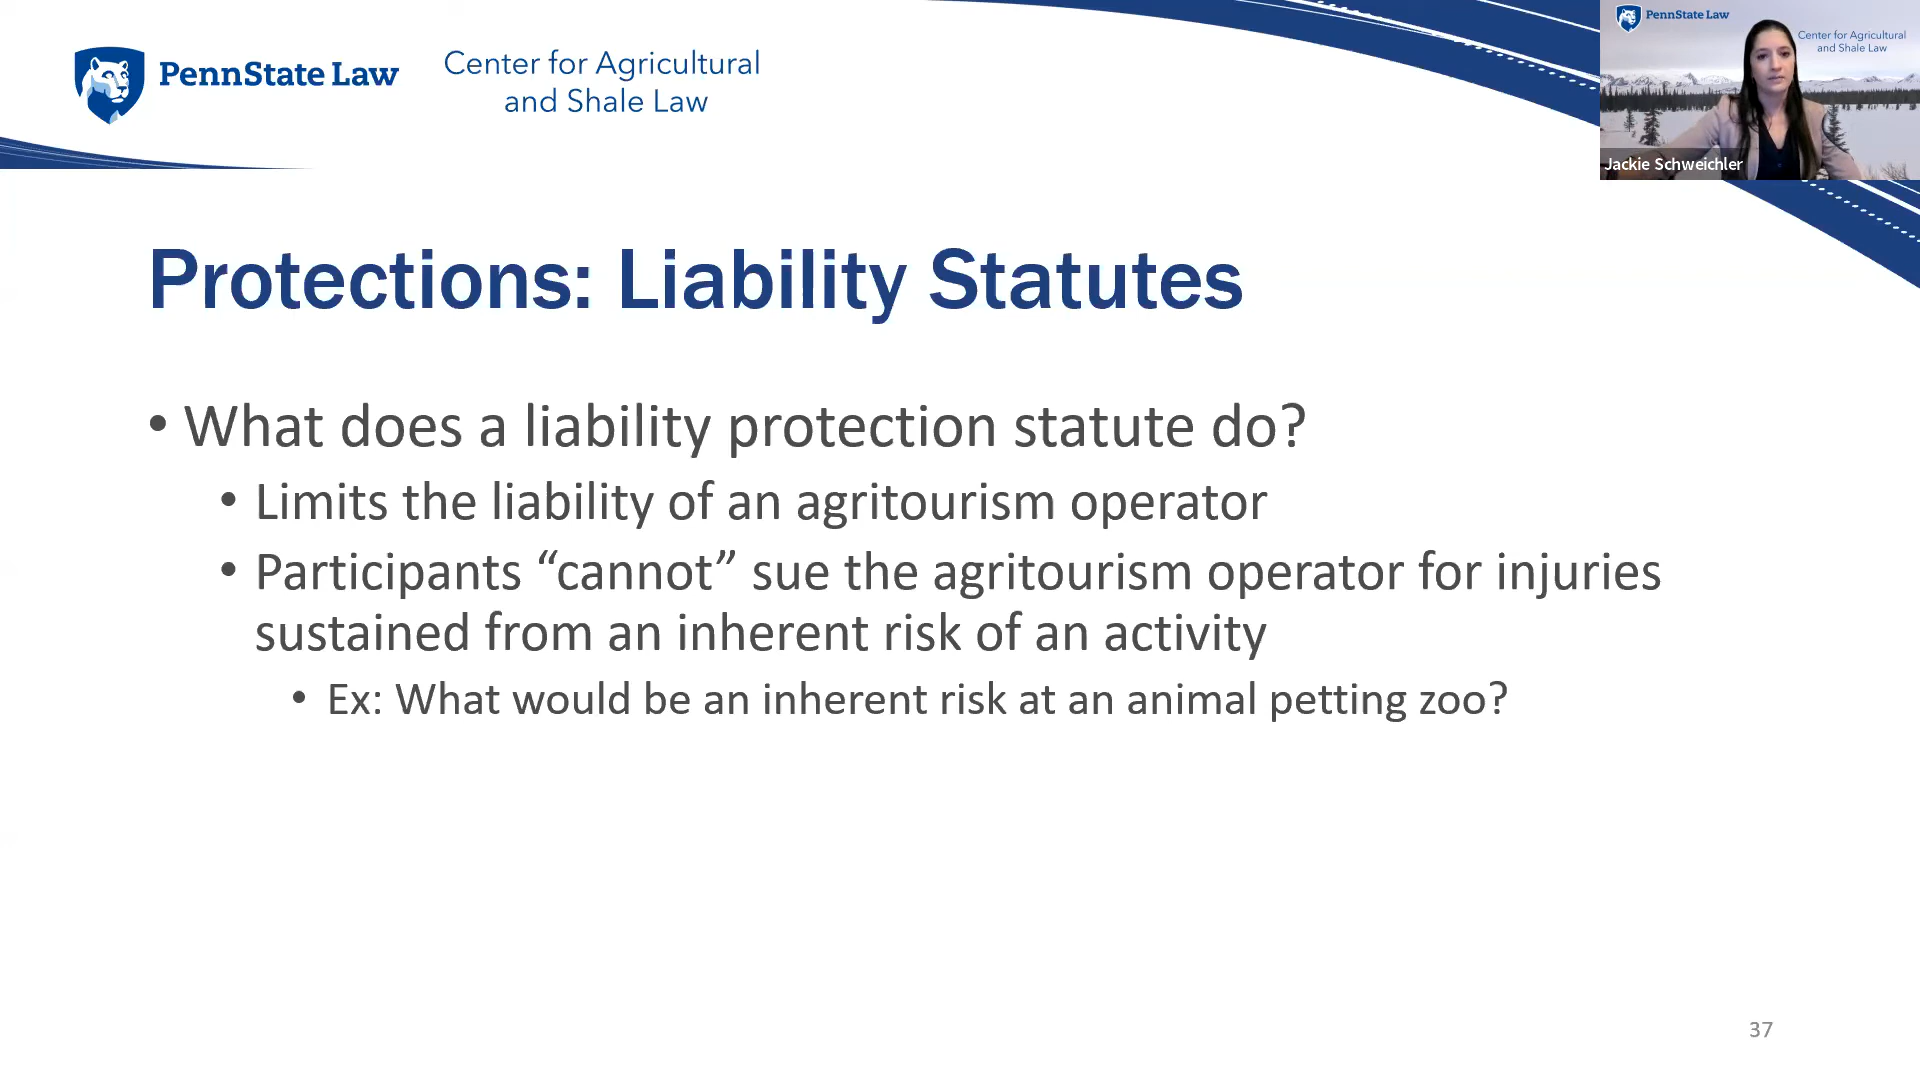 PennState Law
Center for Agricultural
and Shale Law
PennState Law
Center for Agricultural
and Shale Law
Jackie Schweichler
Protections: Liability Statutes
• What does a liability protection statute do?
• Limits the liability of an agritourism operator
• Participants “cannot” sue the agritourism operator for injuries
sustained from an inherent risk of an activity
• Ex: What would be an inherent risk at an animal petting zoo?
37